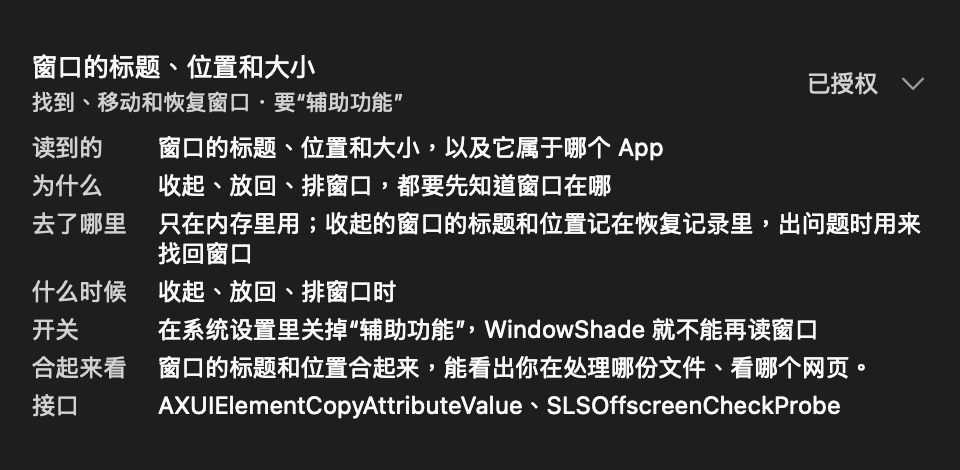 窗口的标题、位置和大小
找到、移动和恢复窗口 · 要“辅助功能”
已授权
读到的 窗口的标题、位置和大小，以及它属于哪个 App
为什么 收起、放回、排窗口，都要先知道窗口在哪
去了哪里 只在内存里用；收起的窗口的标题和位置记在恢复记录里，出问题时用来
找回窗口
什么时候 收起、放回、排窗口时
开关 在系统设置里关掉“辅助功能”，WindowShade 就不能再读窗口
合起来看 窗口的标题和位置合起来，能看出你在处理哪份文件、看哪个网页。
接口 AXUIElementCopyAttributeValue、SLSOffscreenCheckProbe